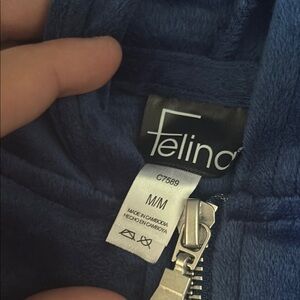 Felina
C7589
M/M
MADE IN CAMBODIA
HECHO EN CAMBOYA